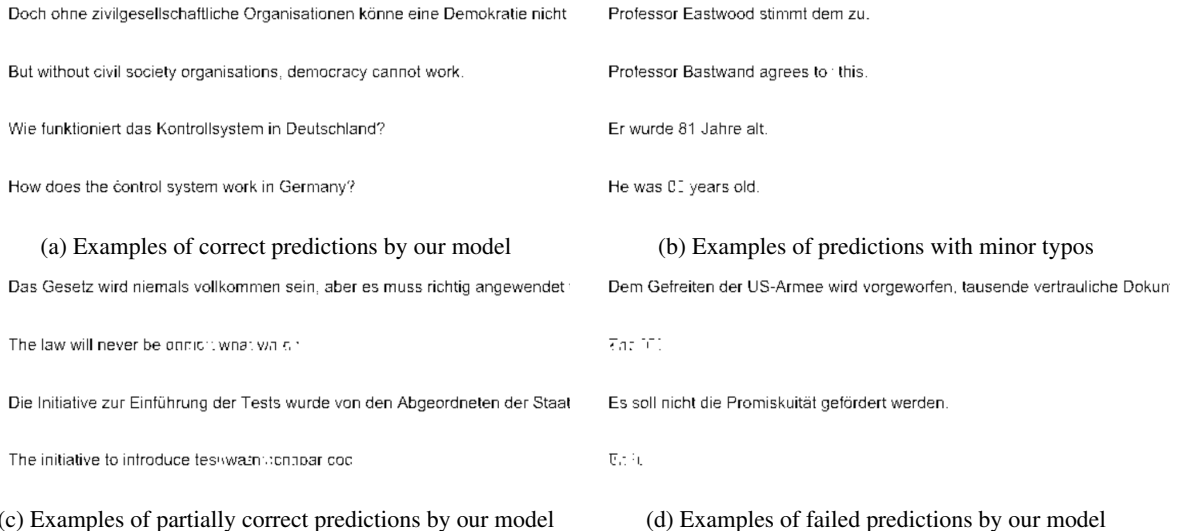 Doch ohne zivilgesellschaftliche Organisationen könne eine Demokratie nicht
But without civil society organisations, democracy cannot work.
Wie funktioniert das Kontrollsystem in Deutschland?
How does the control system work in Germany?
(a) Examples of correct predictions by our model
Professor Eastwood stimmt dem zu.
Professor Bastwand agrees to this.
Er wurde 81 Jahre alt.
He was years old.
(b) Examples of predictions with minor typos
Das Gesetz wird niemals vollkommen sein, aber es muss richtig angewendet
The law will never be
Die Initiative zur Einführung der Tests wurde von den Abgeordneten der Staat
The initiative to introduce
(c) Examples of partially correct predictions by our model
Dem Gefreiten der US-Armee wird vorgeworfen, tausende vertrauliche Dokum
Es soll nicht die Promiskuität gefördert werden.
(d) Examples of failed predictions by our model